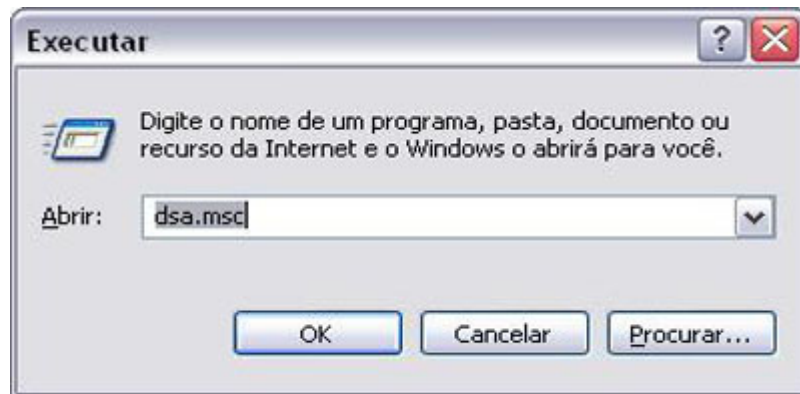 Executar
?
Digite o nome de um programa, pasta, documento ou
recurso da Internet e o Windows o abrirá para você.
Abrir: dsa.msc
OK Cancelar Procurar...